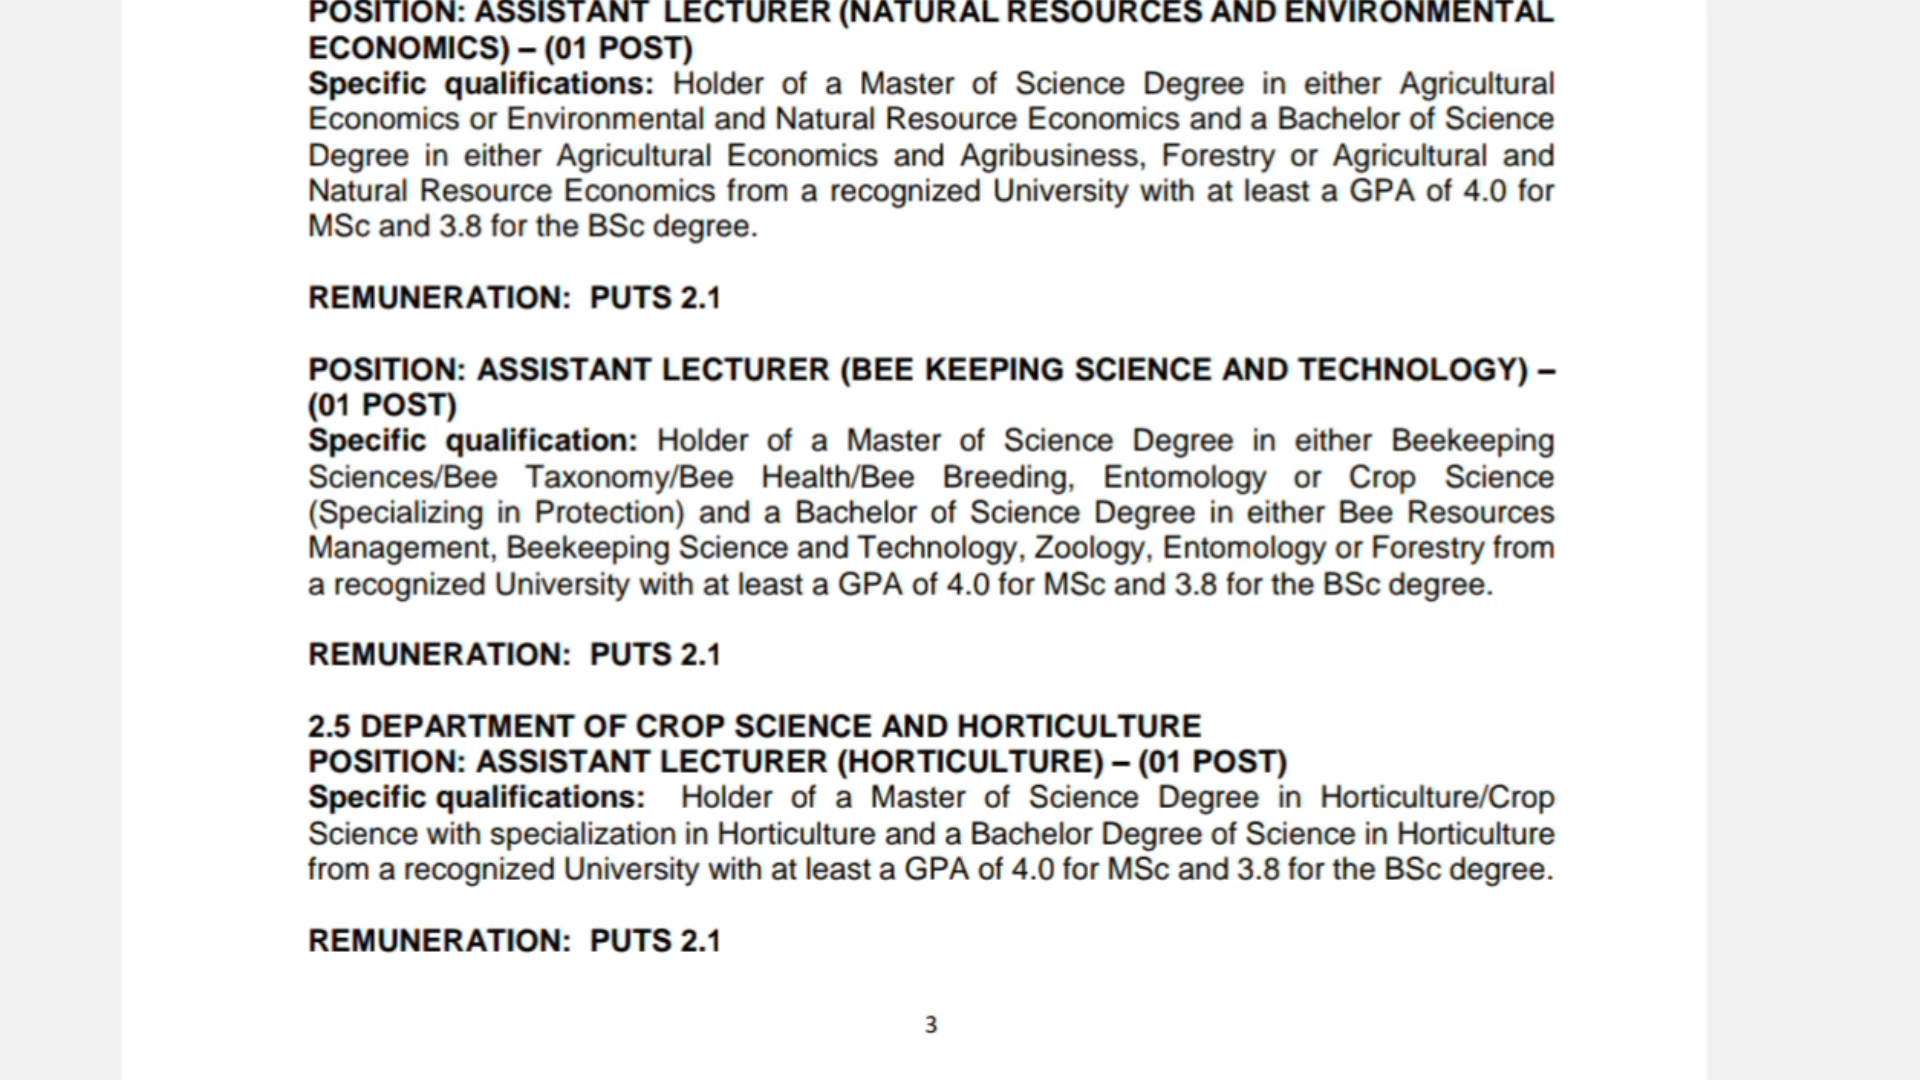 POSITION: ASSISTANT LECTURER (NATURAL RESOURCES AND ENVIRONMENTAL
ECONOMICS) – (01 POST)
Specific qualifications: Holder of a Master of Science Degree in either Agricultural
Economics or Environmental and Natural Resource Economics and a Bachelor of Science
Degree in either Agricultural Economics and Agribusiness, Forestry or Agricultural and
Natural Resource Economics from a recognized University with at least a GPA of 4.0 for
MSc and 3.8 for the BSc degree.
REMUNERATION: PUTS 2.1
POSITION: ASSISTANT LECTURER (BEE KEEPING SCIENCE AND TECHNOLOGY) –
(01 POST)
Specific qualification: Holder of a Master of Science Degree in either Beekeeping
Sciences/Bee Taxonomy/Bee Health/Bee Breeding, Entomology or Crop Science
(Specializing in Protection) and a Bachelor of Science Degree in either Bee Resources
Management, Beekeeping Science and Technology, Zoology, Entomology or Forestry from
a recognized University with at least a GPA of 4.0 for MSc and 3.8 for the BSc degree.
REMUNERATION: PUTS 2.1
2.5 DEPARTMENT OF CROP SCIENCE AND HORTICULTURE
POSITION: ASSISTANT LECTURER (HORTICULTURE) – (01 POST)
Specific qualifications: Holder of a Master of Science Degree in Horticulture/Crop
Science with specialization in Horticulture and a Bachelor Degree of Science in Horticulture
from a recognized University with at least a GPA of 4.0 for MSc and 3.8 for the BSc degree.
REMUNERATION: PUTS 2.1
3